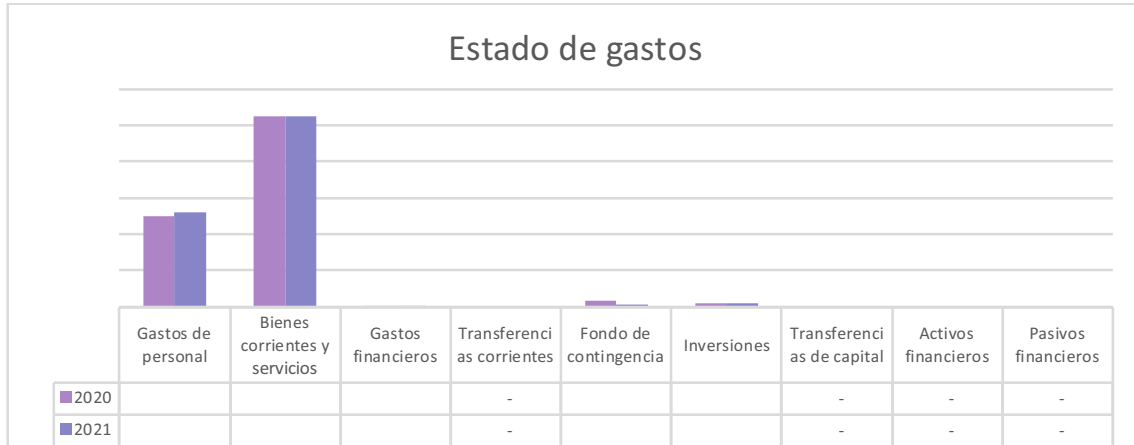 Estado de gastos
Gastos de
personal
Bienes
corrientes y
servicios
Gastos
financieros
Transferenci
as corrientes
Fondo de
contingencia
Inversiones
Transferenci
as de capital
Activos
financieros
Pasivos
financieros
2020 - - - -
2021 - - - -